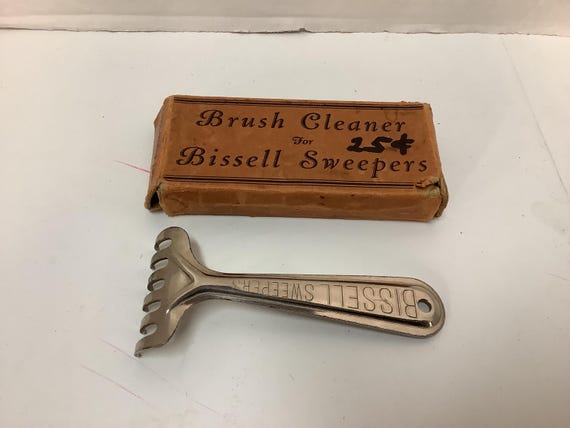 Brush Cleaner
For 25¢
Bissell Sweepers
BISSELL SWEEPERS